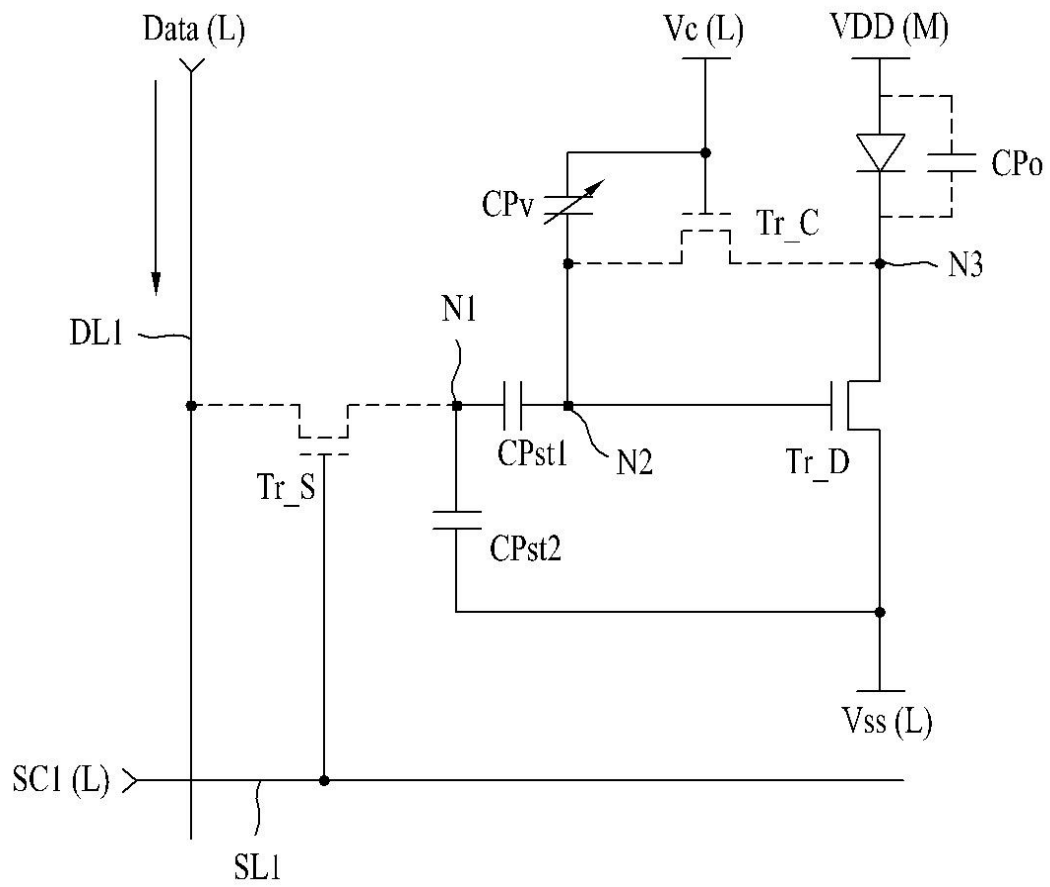 Data (L)
Vc (L)
VDD (M)
CPv
CPo
Tr_C
N3
N1
DL1
CPst1
N2
Tr_D
Tr_S
CPst2
Vss (L)
SC1 (L)
SL1